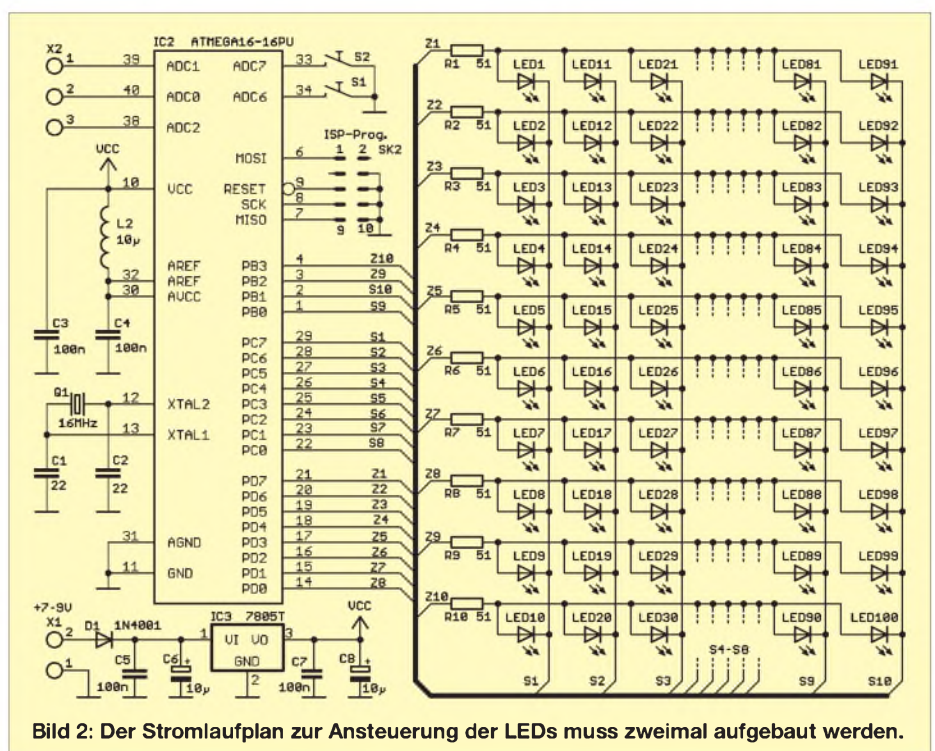 IC2 ATMEGA16-16PU
X2
1
39
ADC1
ADC7
33
S2
2
40
ADC0
ADC6
34
S1
3
38
ADC2
VCC
ISP-Prog.
1 2
SK2
MOSI
6
10
VCC
RESET
9
SCK
8
MISO
7
9 10
L2
10µ
AREF
32
AREF
30
AVCC
C3
100n
C4
100n
PB3
4
Z10
PB2
3
Z9
PB1
2
S10
PB0
1
S9
PC7
29
S1
PC6
28
S2
PC5
27
S3
PC4
26
S4
PC3
25
S5
PC2
24
S6
PC1
23
S7
PC0
22
S8
Q1
16MHz
12
XTAL2
13
XTAL1
C1
22
C2
22
PD7
21
Z1
PD6
20
Z2
PD5
19
Z3
PD4
18
Z4
PD3
17
Z5
PD2
16
Z6
PD1
15
Z7
PD0
14
Z8
31
AGND
11
GND
+7-9V
X1
2
D1
1N4001
1
C5
100n
C6
+
10µ
IC3 7805T
1
VI VO
3
GND
2
C7
100n
VCC
C8
+
10µ
Z1
R1 51
LED1 LED11 LED21 LED81 LED91
Z2
R2 51
LED2 LED12 LED22 LED82 LED92
Z3
R3 51
LED3 LED13 LED23 LED83 LED93
Z4
R4 51
LED4 LED14 LED24 LED84 LED94
Z5
R5 51
LED5 LED15 LED25 LED85 LED95
Z6
R6 51
LED6 LED16 LED26 LED86 LED96
Z7
R7 51
LED7 LED17 LED27 LED87 LED97
Z8
R8 51
LED8 LED18 LED28 LED88 LED98
Z9
R9 51
LED9 LED19 LED29 LED89 LED99
Z10
R10 51
LED10 LED20 LED30 LED90 LED100
S4-S8
S1 S2 S3 S9 S10
Bild 2: Der Stromlaufplan zur Ansteuerung der LEDs muss zweimal aufgebaut werden.